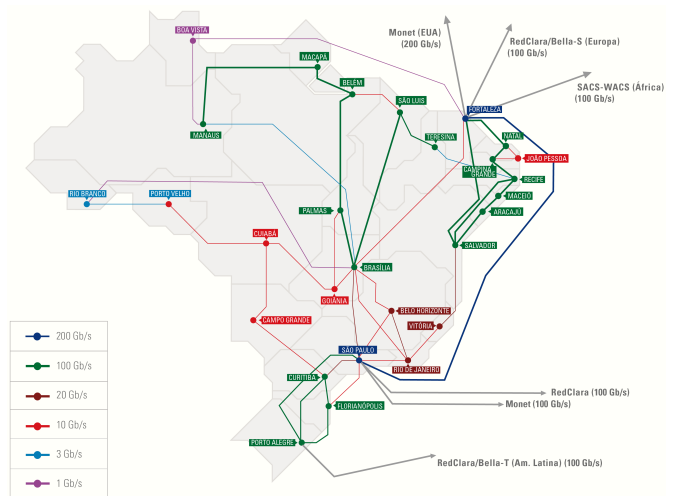 Monet (EUA)
(200 Gb/s)
RedClara/Bella-S (Europa)
(100 Gb/s)
SACS-WACS (África)
(100 Gb/s)
BOA VISTA
MACAPÁ
BELÉM
SÃO LUIS
FORTALEZA
MANAUS
TERESINA
NATAL
JOÃO PESSOA
CAMPINA
GRANDE
RECIFE
RIO BRANCO
PORTO VELHO
MACEIÓ
PALMAS
ARACAJU
CUIABÁ
SALVADOR
BRASÍLIA
GOIÂNIA
BELO HORIZONTE
CAMPO GRANDE
VITÓRIA
SÃO PAULO
RIO DE JANEIRO
CURITIBA
FLORIANÓPOLIS
PORTO ALEGRE
RedClara (100 Gb/s)
Monet (100 Gb/s)
RedClara/Bella-T (Am. Latina) (100 Gb/s)
200 Gb/s
100 Gb/s
20 Gb/s
10 Gb/s
3 Gb/s
1 Gb/s